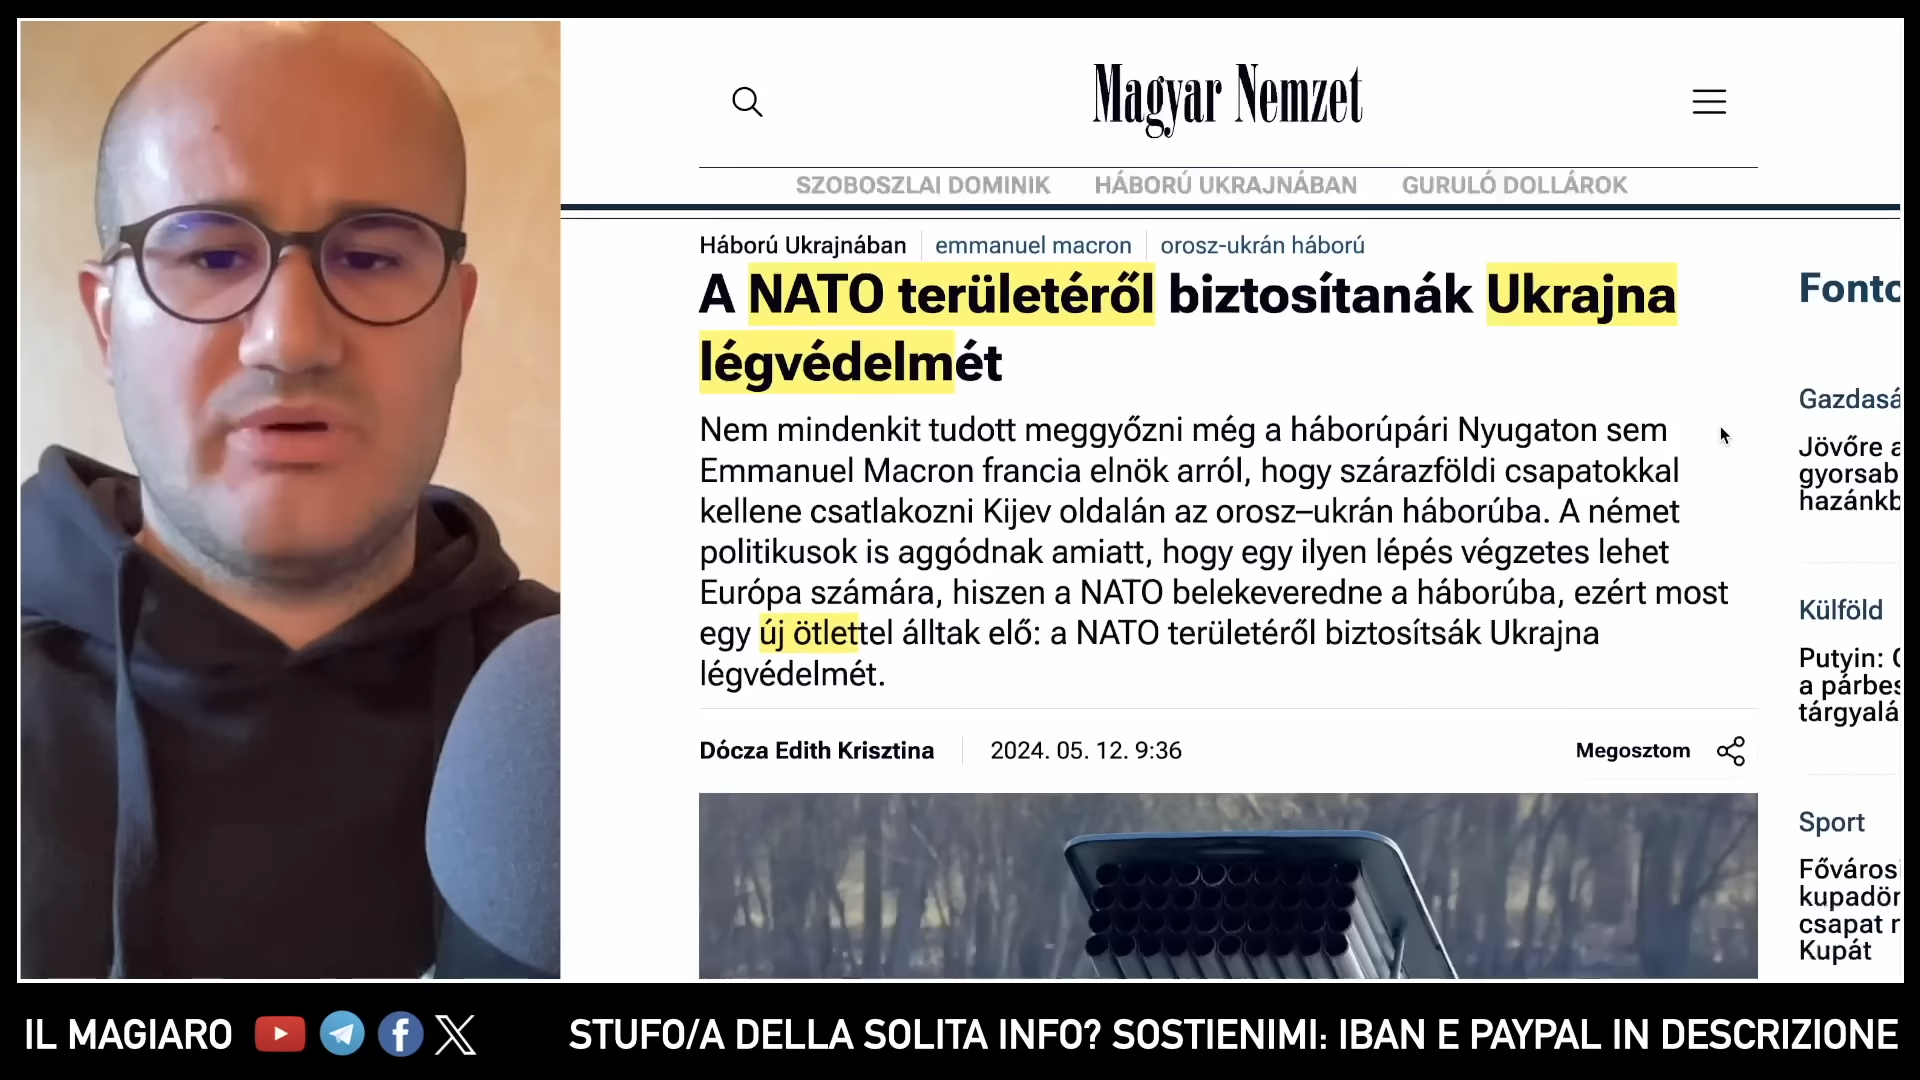 Magyar Nemzet
SZOBOSZLAI DOMINIK HÁBORÚ UKRAJNÁBAN GURULÓ DOLLÁROK
Háború Ukrajnában emmanuel macron orosz-ukrán háború
A NATO területéről biztosítanák Ukrajna
légvédelmét
Nem mindenkit tudott meggyőzni még a háborúpári Nyugaton sem
Emmanuel Macron francia elnök arról, hogy szárazföldi csapatokkal
kellene csatlakozni Kijev oldalán az orosz–ukrán háborúba. A német
politikusok is aggódnak amiatt, hogy egy ilyen lépés végzetes lehet
Európa számára, hiszen a NATO belekeveredne a háborúba, ezért most
egy új ötlettel álltak elő: a NATO területéről biztosítsák Ukrajna
légvédelmét.
Dócza Edith Krisztina 2024. 05. 12. 9:36 Megosztom
Jövőre
Külföld
Putyin:
a
Sport
Kupát
IL MAGIARO
STUFO/A DELLA SOLITA INFO? SOSTIENIMI: IBAN E PAYPAL IN DESCRIZIONE